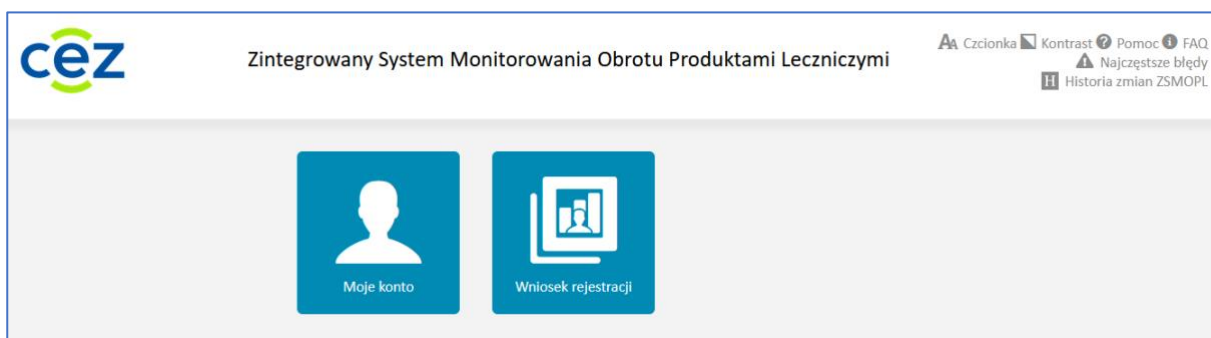 cez
Zintegrowany System Monitorowania Obrotu Produktami Leczniczymi
AA Czcionka Kontrast ? Pomoc i FAQ
Najczęstsze błędy
H Historia zmian ZSMOPL
Moje konto
Wniosek rejestracji